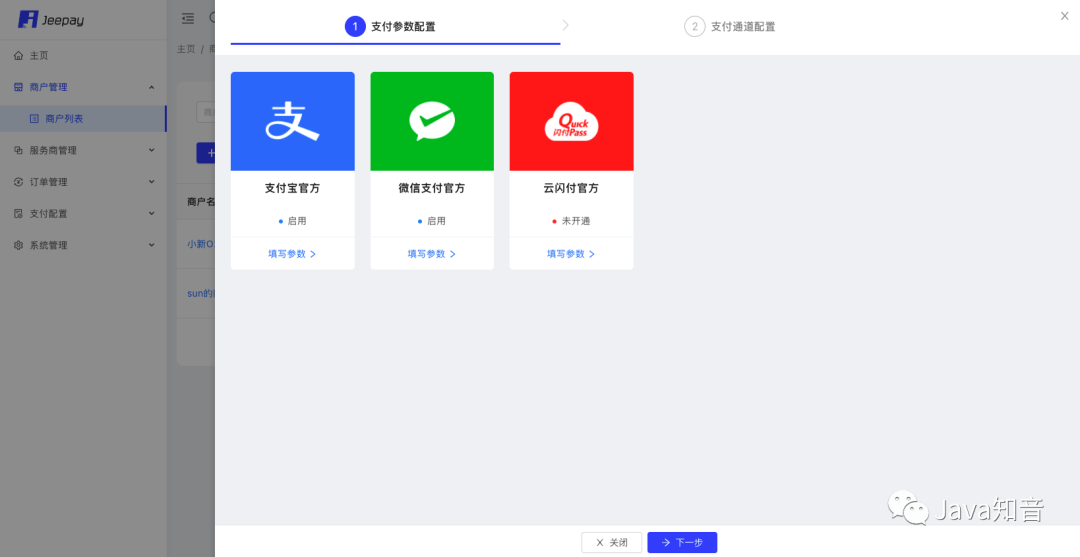 Jeepay
主页
商户管理
商户列表
服务商管理
订单管理
支付配置
系统管理
主页 /
商户名
小新O
sun的
1 支付参数配置
2 支付通道配置
支付宝官方
启用
填写参数
微信支付官方
启用
填写参数
Quick
闪付Pass
云闪付官方
未开通
填写参数
Java知音
关闭
下一步